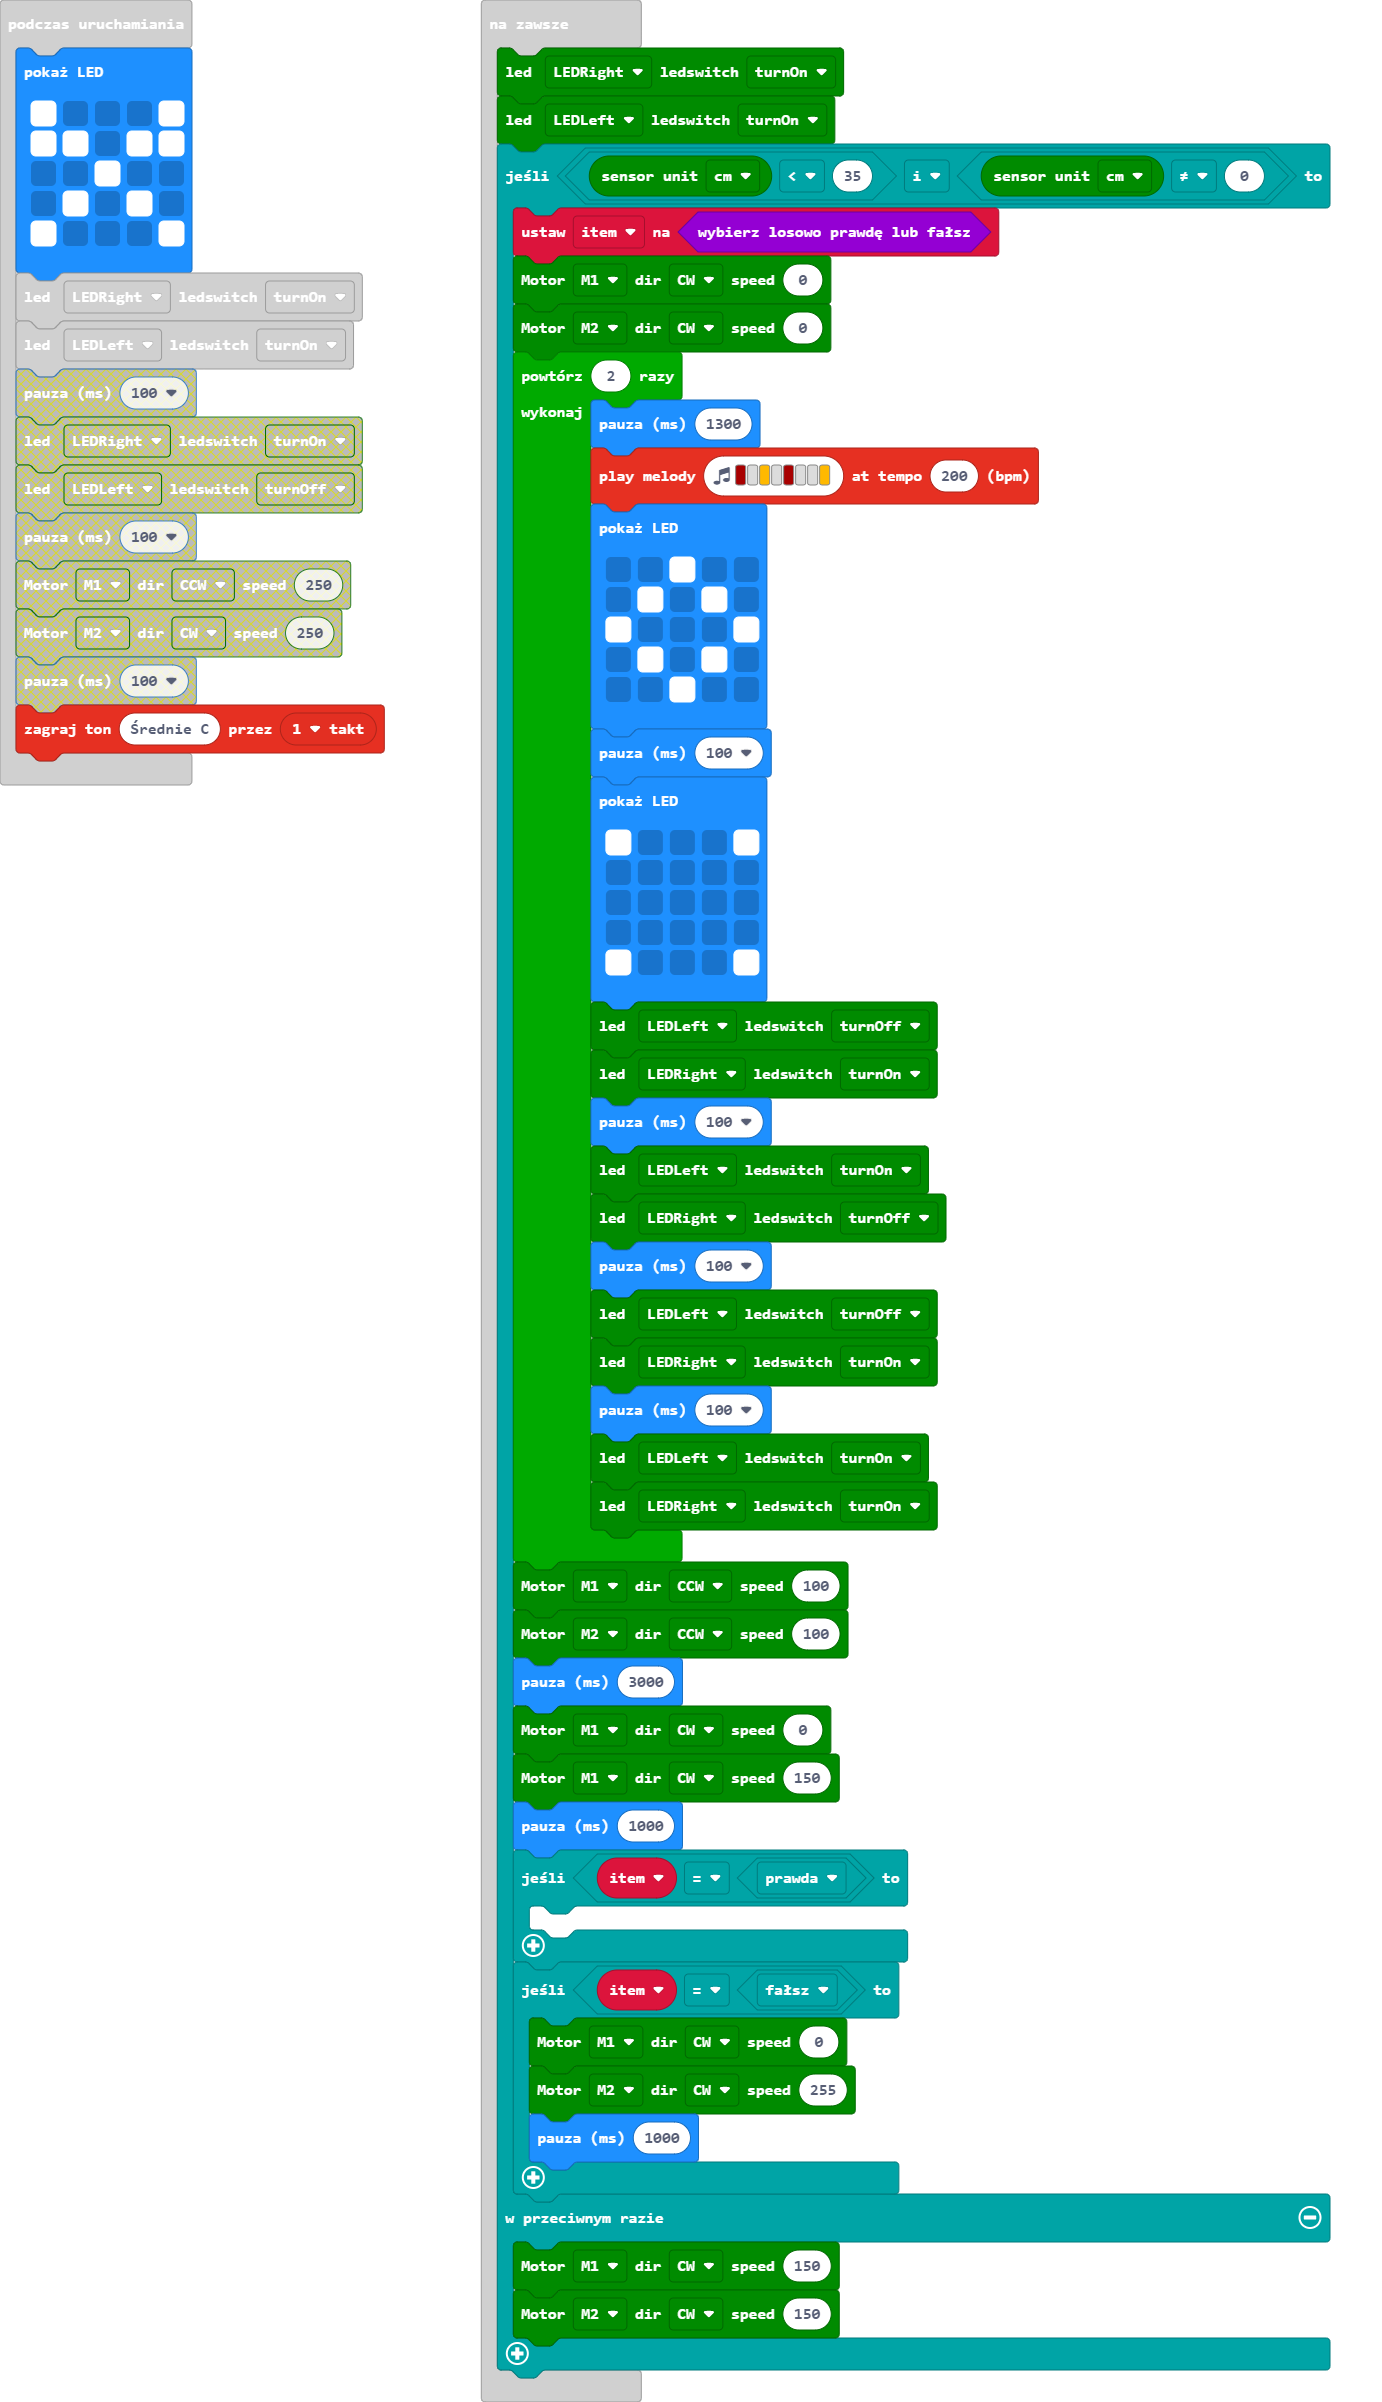 podczas uruchamiania
pokaż LED
led LEDRight ledswitch turnOn
led LEDLeft ledswitch turnOn
pauza (ms) 100
led LEDRight ledswitch turnOn
led LEDLeft ledswitch turnOff
pauza (ms) 100
Motor M1 dir CCW speed 250
Motor M2 dir CW speed 250
pauza (ms) 100
zagraj ton Średnie C przez 1 takt
na zawsze
led LEDRight ledswitch turnOn
led LEDLeft ledswitch turnOn
jeśli sensor unit cm < 35 i sensor unit cm ≠ 0 to
ustaw item na wybierz losowo prawdę lub fałsz
Motor M1 dir CW speed 0
Motor M2 dir CW speed 0
powtórz 2 razy
wykonaj
pauza (ms) 1300
play melody at tempo 200 (bpm)
pokaż LED
pauza (ms) 100
pokaż LED
led LEDLeft ledswitch turnOff
led LEDRight ledswitch turnOn
pauza (ms) 100
led LEDLeft ledswitch turnOn
led LEDRight ledswitch turnOff
pauza (ms) 100
led LEDLeft ledswitch turnOff
led LEDRight ledswitch turnOn
pauza (ms) 100
led LEDLeft ledswitch turnOn
led LEDRight ledswitch turnOn
Motor M1 dir CCW speed 100
Motor M2 dir CCW speed 100
pauza (ms) 3000
Motor M1 dir CW speed 0
Motor M1 dir CW speed 150
pauza (ms) 1000
jeśli item = prawda to
jeśli item = fałsz to
Motor M1 dir CW speed 0
Motor M2 dir CW speed 255
pauza (ms) 1000
w przeciwnym razie
Motor M1 dir CW speed 150
Motor M2 dir CW speed 150